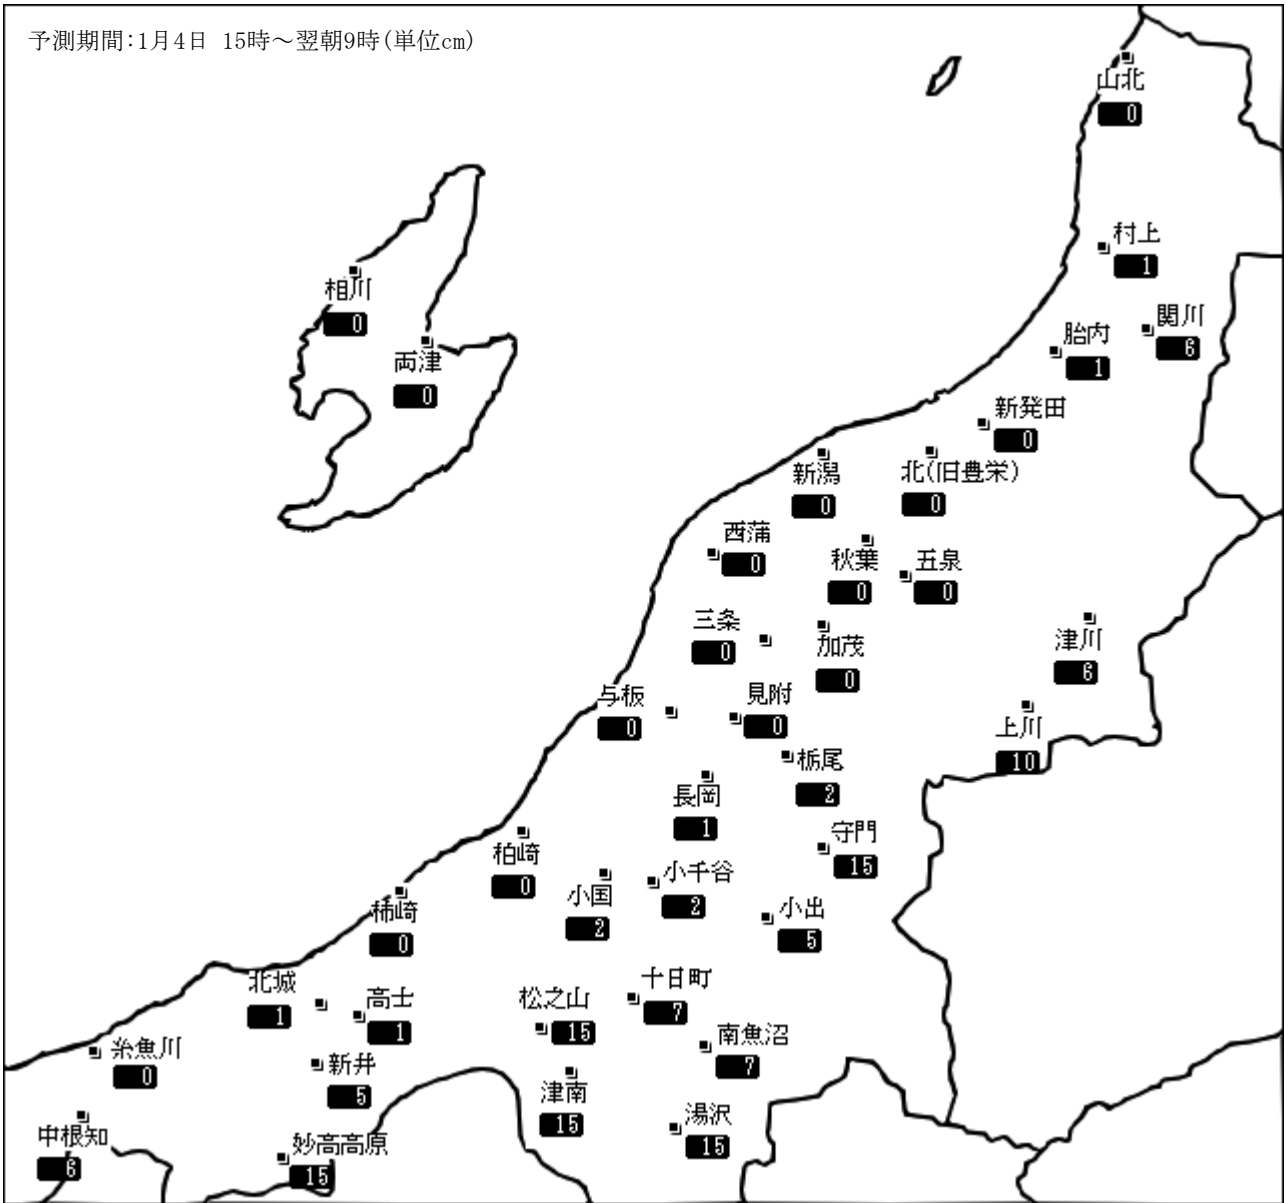 予測期間:1月4日 15時～翌朝9時(単位cm)
山北
0
村上
1
相川
0
関川
6
胎内
1
両津
0
新発田
0
新潟
0
北(旧豊栄)
0
西蒲
0
秋葉
0
五泉
0
三条
0
加茂
0
津川
6
与板
0
見附
0
上川
10
栃尾
2
長岡
1
守門
15
柏崎
0
小国
2
小千谷
2
小出
5
柿崎
0
北城
1
高士
1
松之山
15
十日町
7
南魚沼
7
糸魚川
0
新井
5
津南
15
湯沢
15
中根知
6
妙高高原
15